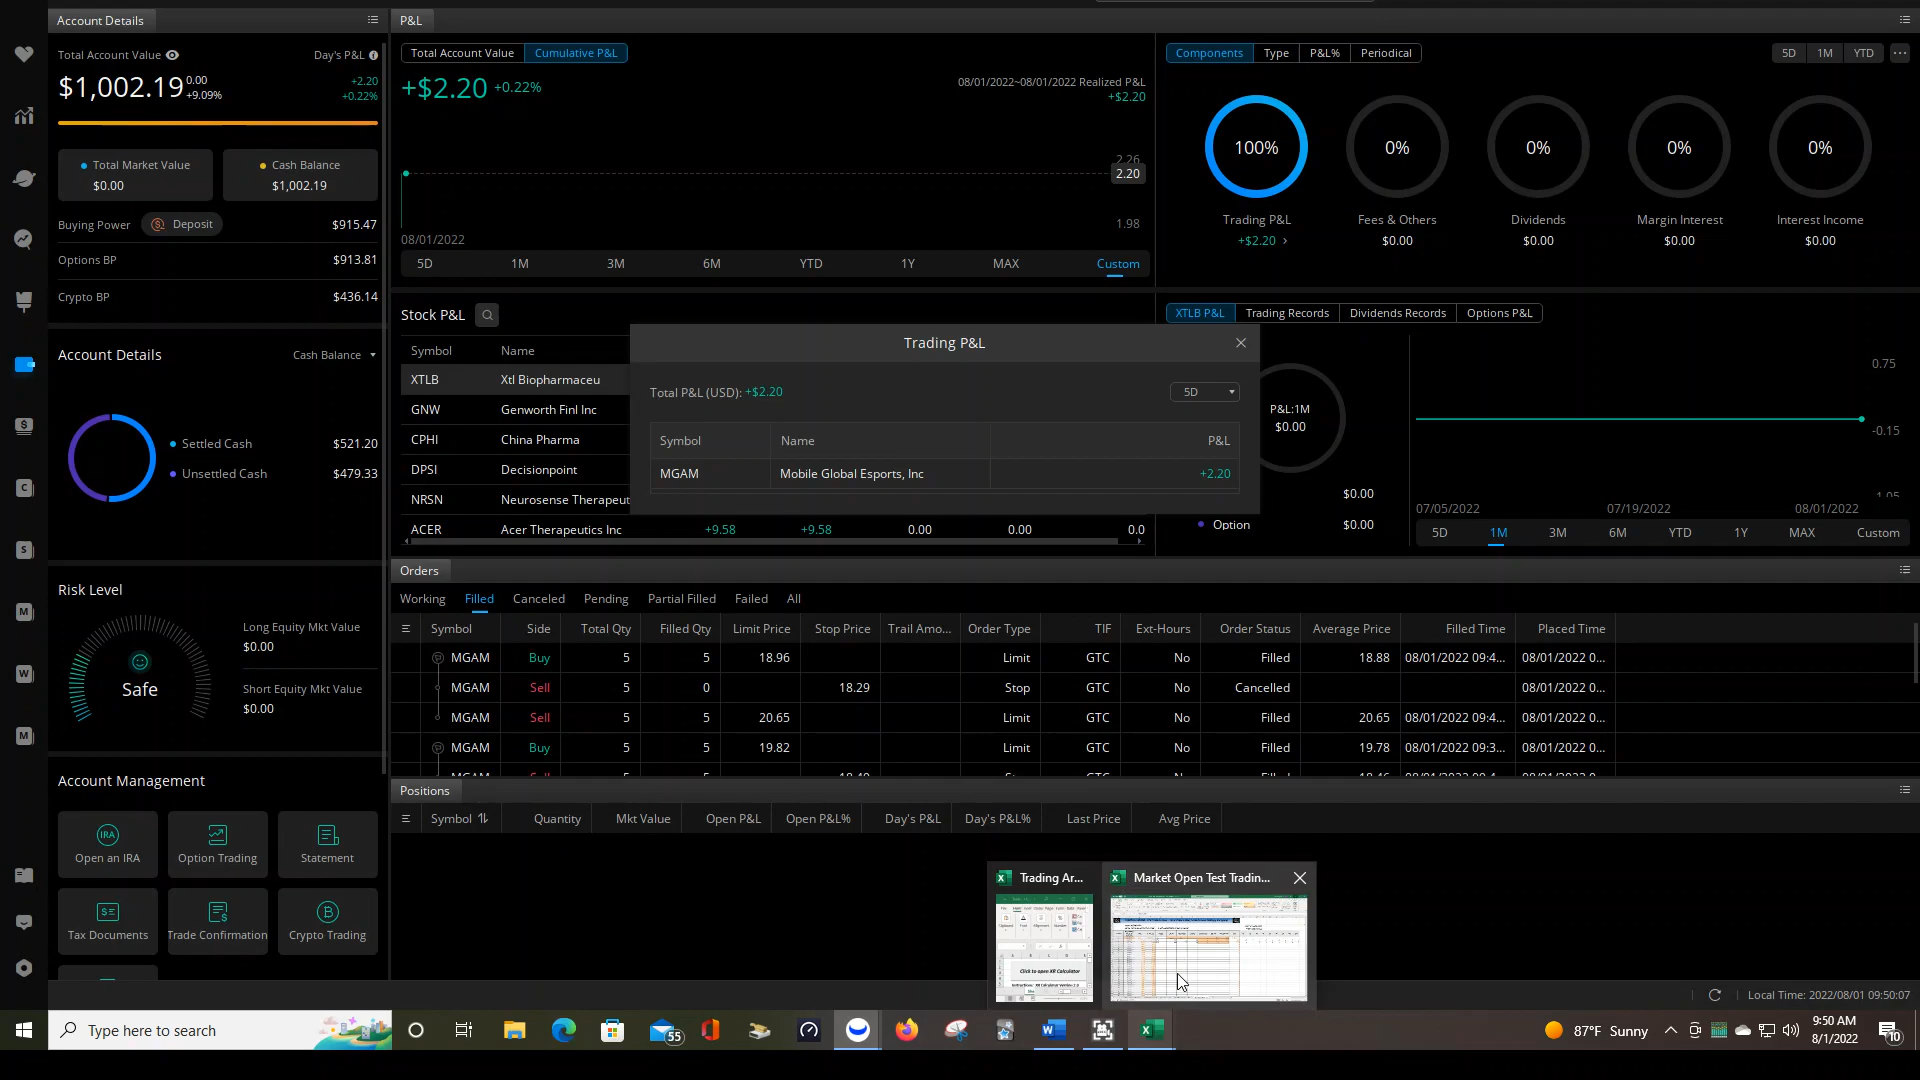 Account Details
Total Account Value
Day's P&L
$1,002.19
0.00
+9.09%
+2.20
+0.22%
Total Market Value
$0.00
Cash Balance
$1,002.19
Buying Power
Deposit
$915.47
Options BP
$913.81
Crypto BP
$436.14
Account Details
Cash Balance
Settled Cash
$521.20
Unsettled Cash
$479.33
Risk Level
Safe
Long Equity Mkt Value
$0.00
Short Equity Mkt Value
$0.00
Account Management
Open an IRA
Option Trading
Statement
Tax Documents
Trade Confirmation
Crypto Trading
P&L
Total Account Value
Cumulative P&L
+$2.20 +0.22%
08/01/2022~08/01/2022 Realized P&L
+$2.20
2.26
2.20
1.98
08/01/2022
5D 1M 3M 6M YTD 1Y MAX Custom
Components Type P&L% Periodical
5D 1M YTD
100% 0% 0% 0% 0%
Trading P&L Fees & Others Dividends Margin Interest Interest Income
+$2.20 > $0.00 $0.00 $0.00 $0.00
Stock P&L
Symbol Name
XTLB Xtl Biopharmaceu
GNW Genworth Finl Inc
CPHI China Pharma
DPSI Decisionpoint
NRSN Neurosense Therapeut
ACER Acer Therapeutics Inc +9.58 +9.58 0.00 0.00 0.0
Trading P&L
Total P&L (USD): +$2.20
5D
Symbol Name P&L
MGAM Mobile Global Esports, Inc +2.20
XTLB P&L Trading Records Dividends Records Options P&L
P&L:1M
$0.00
$0.00
Option $0.00
0.75
-0.15
-1.05
07/05/2022 07/19/2022 08/01/2022
5D 1M 3M 6M YTD 1Y MAX Custom
Orders
Working Filled Canceled Pending Partial Filled Failed All
Symbol Side Total Qty Filled Qty Limit Price Stop Price Trail Amo... Order Type TIF Ext-Hours Order Status Average Price Filled Time Placed Time
MGAM Buy 5 5 18.96 Limit GTC No Filled 18.88 08/01/2022 09:4... 08/01/2022 0...
MGAM Sell 5 0 18.29 Stop GTC No Cancelled 08/01/2022 0...
MGAM Sell 5 5 20.65 Limit GTC No Filled 20.65 08/01/2022 09:4... 08/01/2022 0...
MGAM Buy 5 5 19.82 Limit GTC No Filled 19.78 08/01/2022 09:3... 08/01/2022 0...
Positions
Symbol Quantity Mkt Value Open P&L Open P&L% Day's P&L Day's P&L% Last Price Avg Price
Trading Ar...
Market Open Test Tradin...
Click to open XR Calculator
Local Time: 2022/08/01 09:50:07
Type here to search
55
87°F Sunny
9:50 AM
8/1/2022
10